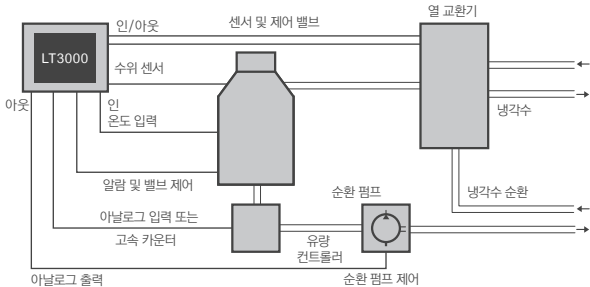 열 교환기
인/아웃
센서 및 제어 밸브
LT3000
수위 센서
아웃
인
온도 입력
냉각수
알람 및 밸브 제어
순환 펌프
냉각수 순환
아날로그 입력 또는
고속 카운터
유량
컨트롤러
아날로그 출력
순환 펌프 제어